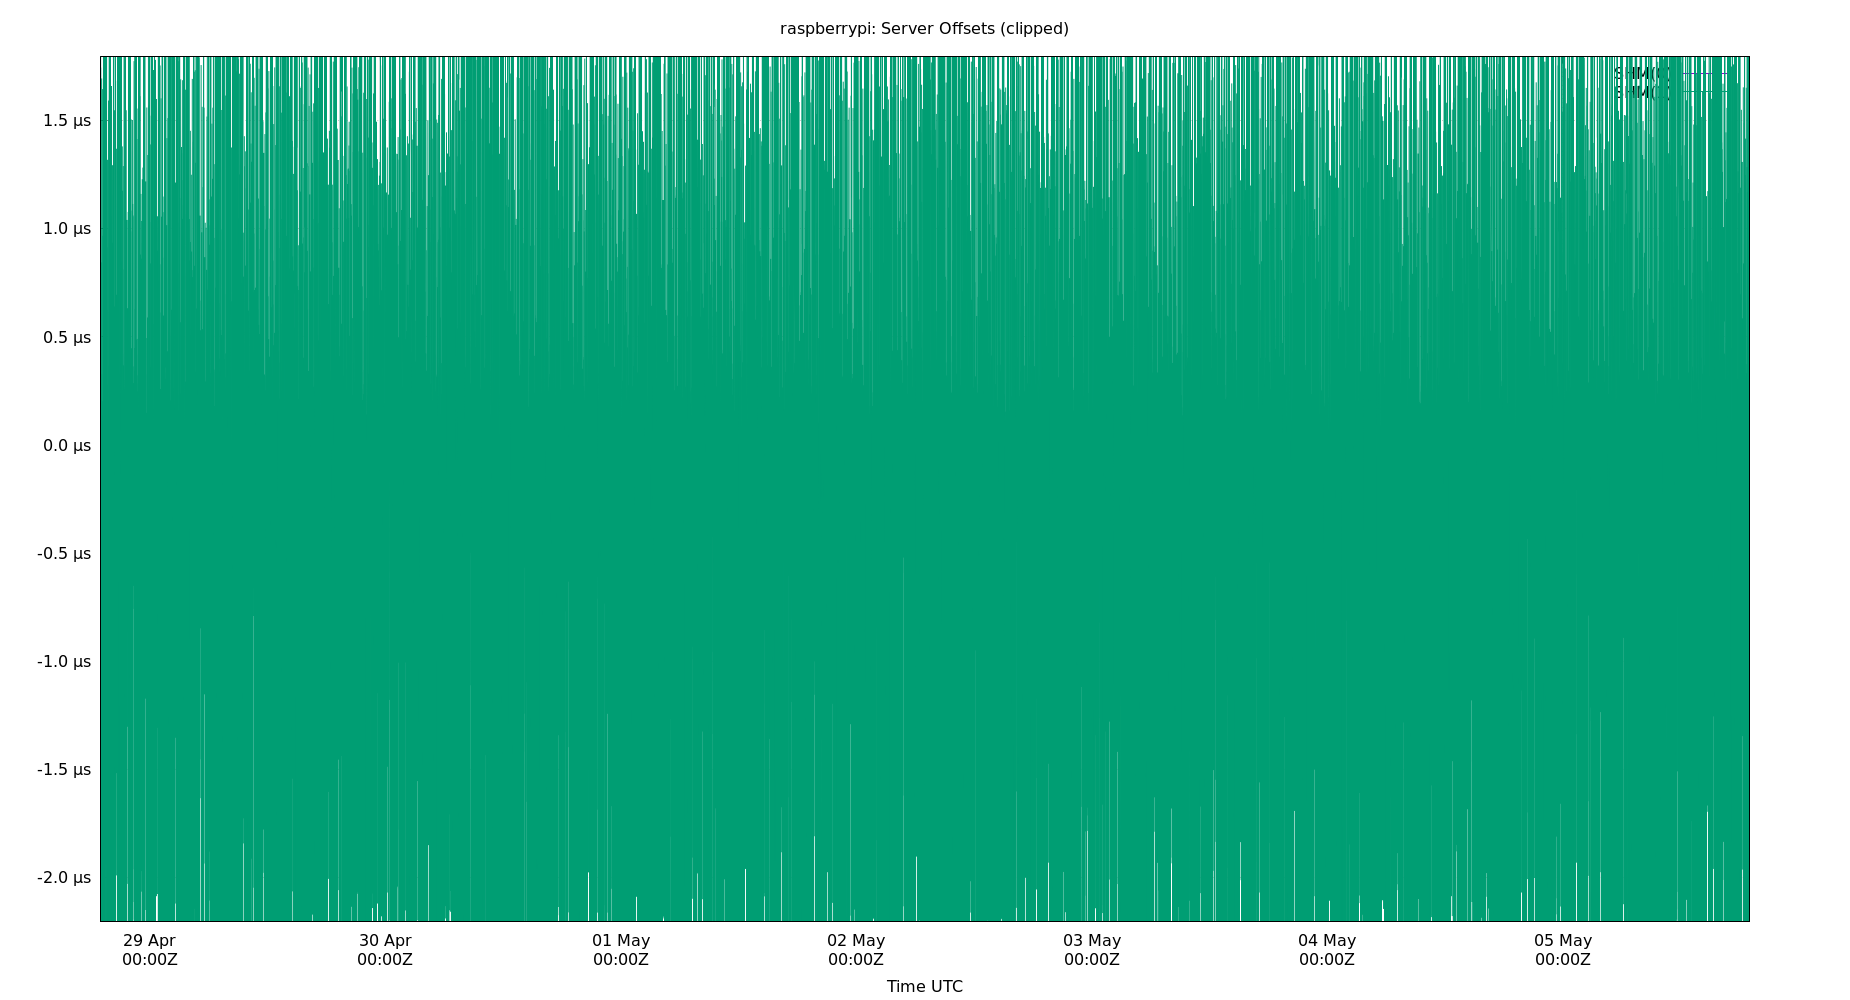 raspberrypi: Server Offsets (clipped)
1.5 µs
1.0 µs
0.5 µs
0.0 µs
-0.5 µs
-1.0 µs
-1.5 µs
-2.0 µs
29 Apr 30 Apr 01 May 02 May 03 May 04 May 05 May
00:00Z 00:00Z 00:00Z 00:00Z 00:00Z 00:00Z 00:00Z
Time UTC